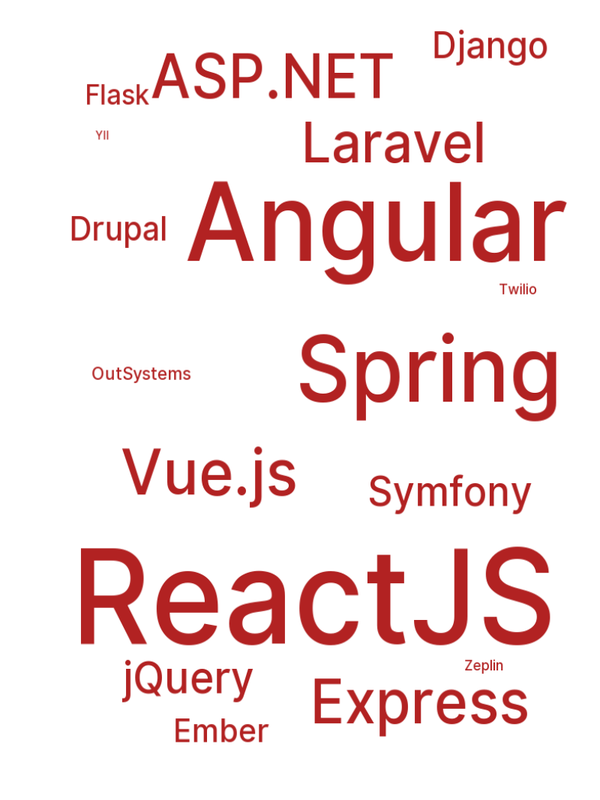 Django
ASP.NET
Flask
YII
Laravel
Angular
Drupal
Twilio
Spring
OutSystems
Vue.js
Symfony
ReactJS
Zeplin
jQuery
Express
Ember